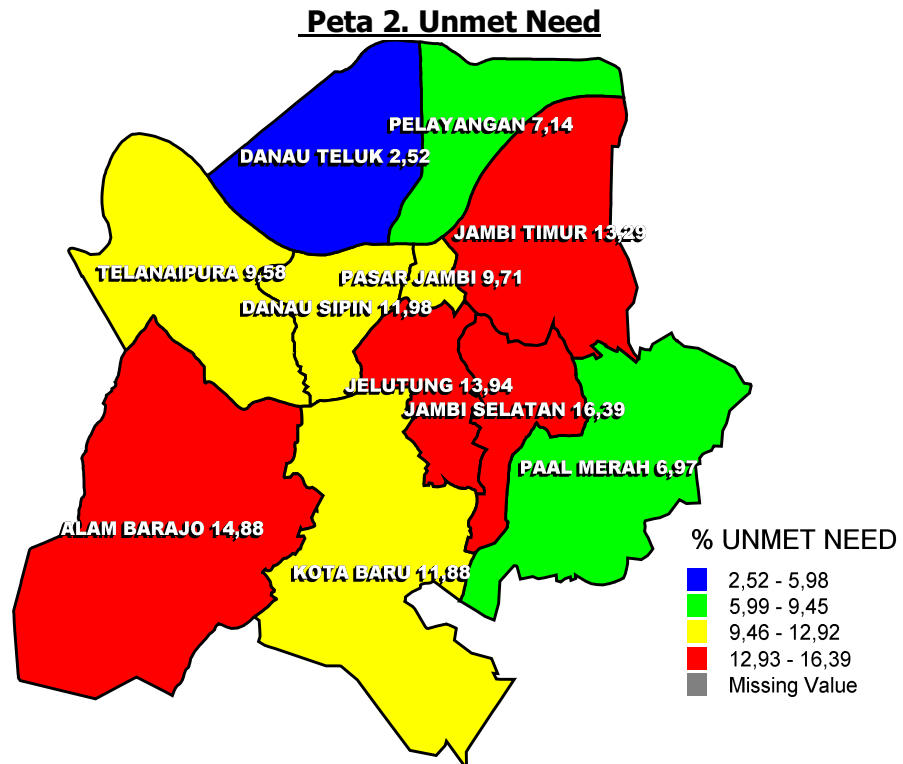 Peta 2. Unmet Need
PELAYANGAN 7,14
DANAU TELUK 2,52
JAMBI TIMUR 13,29
TELANAIPURA 9,58
PASAR JAMBI 9,71
DANAU SIPIN 11,98
JELUTUNG 13,94
JAMBI SELATAN 16,39
PAAL MERAH 6,97
ALAM BARAJO 14,88
KOTA BARU 11,88
% UNMET NEED
2,52 - 5,98
5,99 - 9,45
9,46 - 12,92
12,93 - 16,39
Missing Value